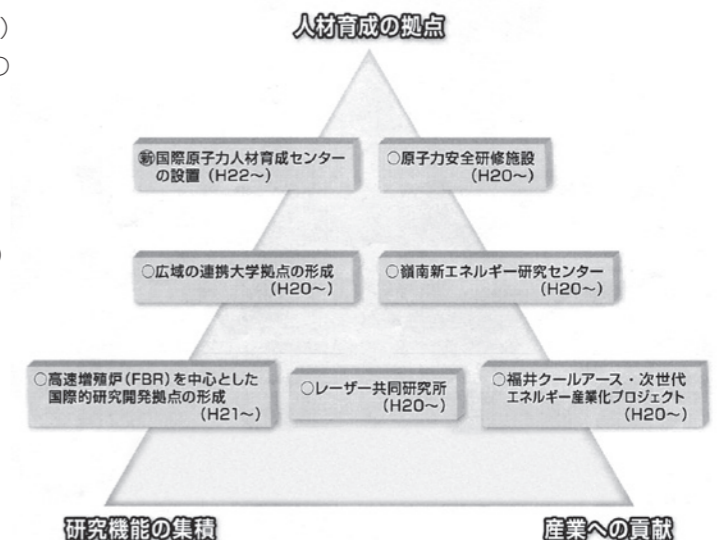 人材育成の拠点
㊟国際原子力人材育成センター
の設置（H22〜）
○原子力安全研修施設
（H20〜）
○広域の連携大学拠点の形成
（H20〜）
○嶺南新エネルギー研究センター
（H20〜）
○高速増殖炉（FBR）を中心とした
国際的研究開発拠点の形成
（H21〜）
○レーザー共同研究所
（H20〜）
○福井クールアース・次世代
エネルギー産業化プロジェクト
（H20〜）
研究機能の集積
産業への貢献